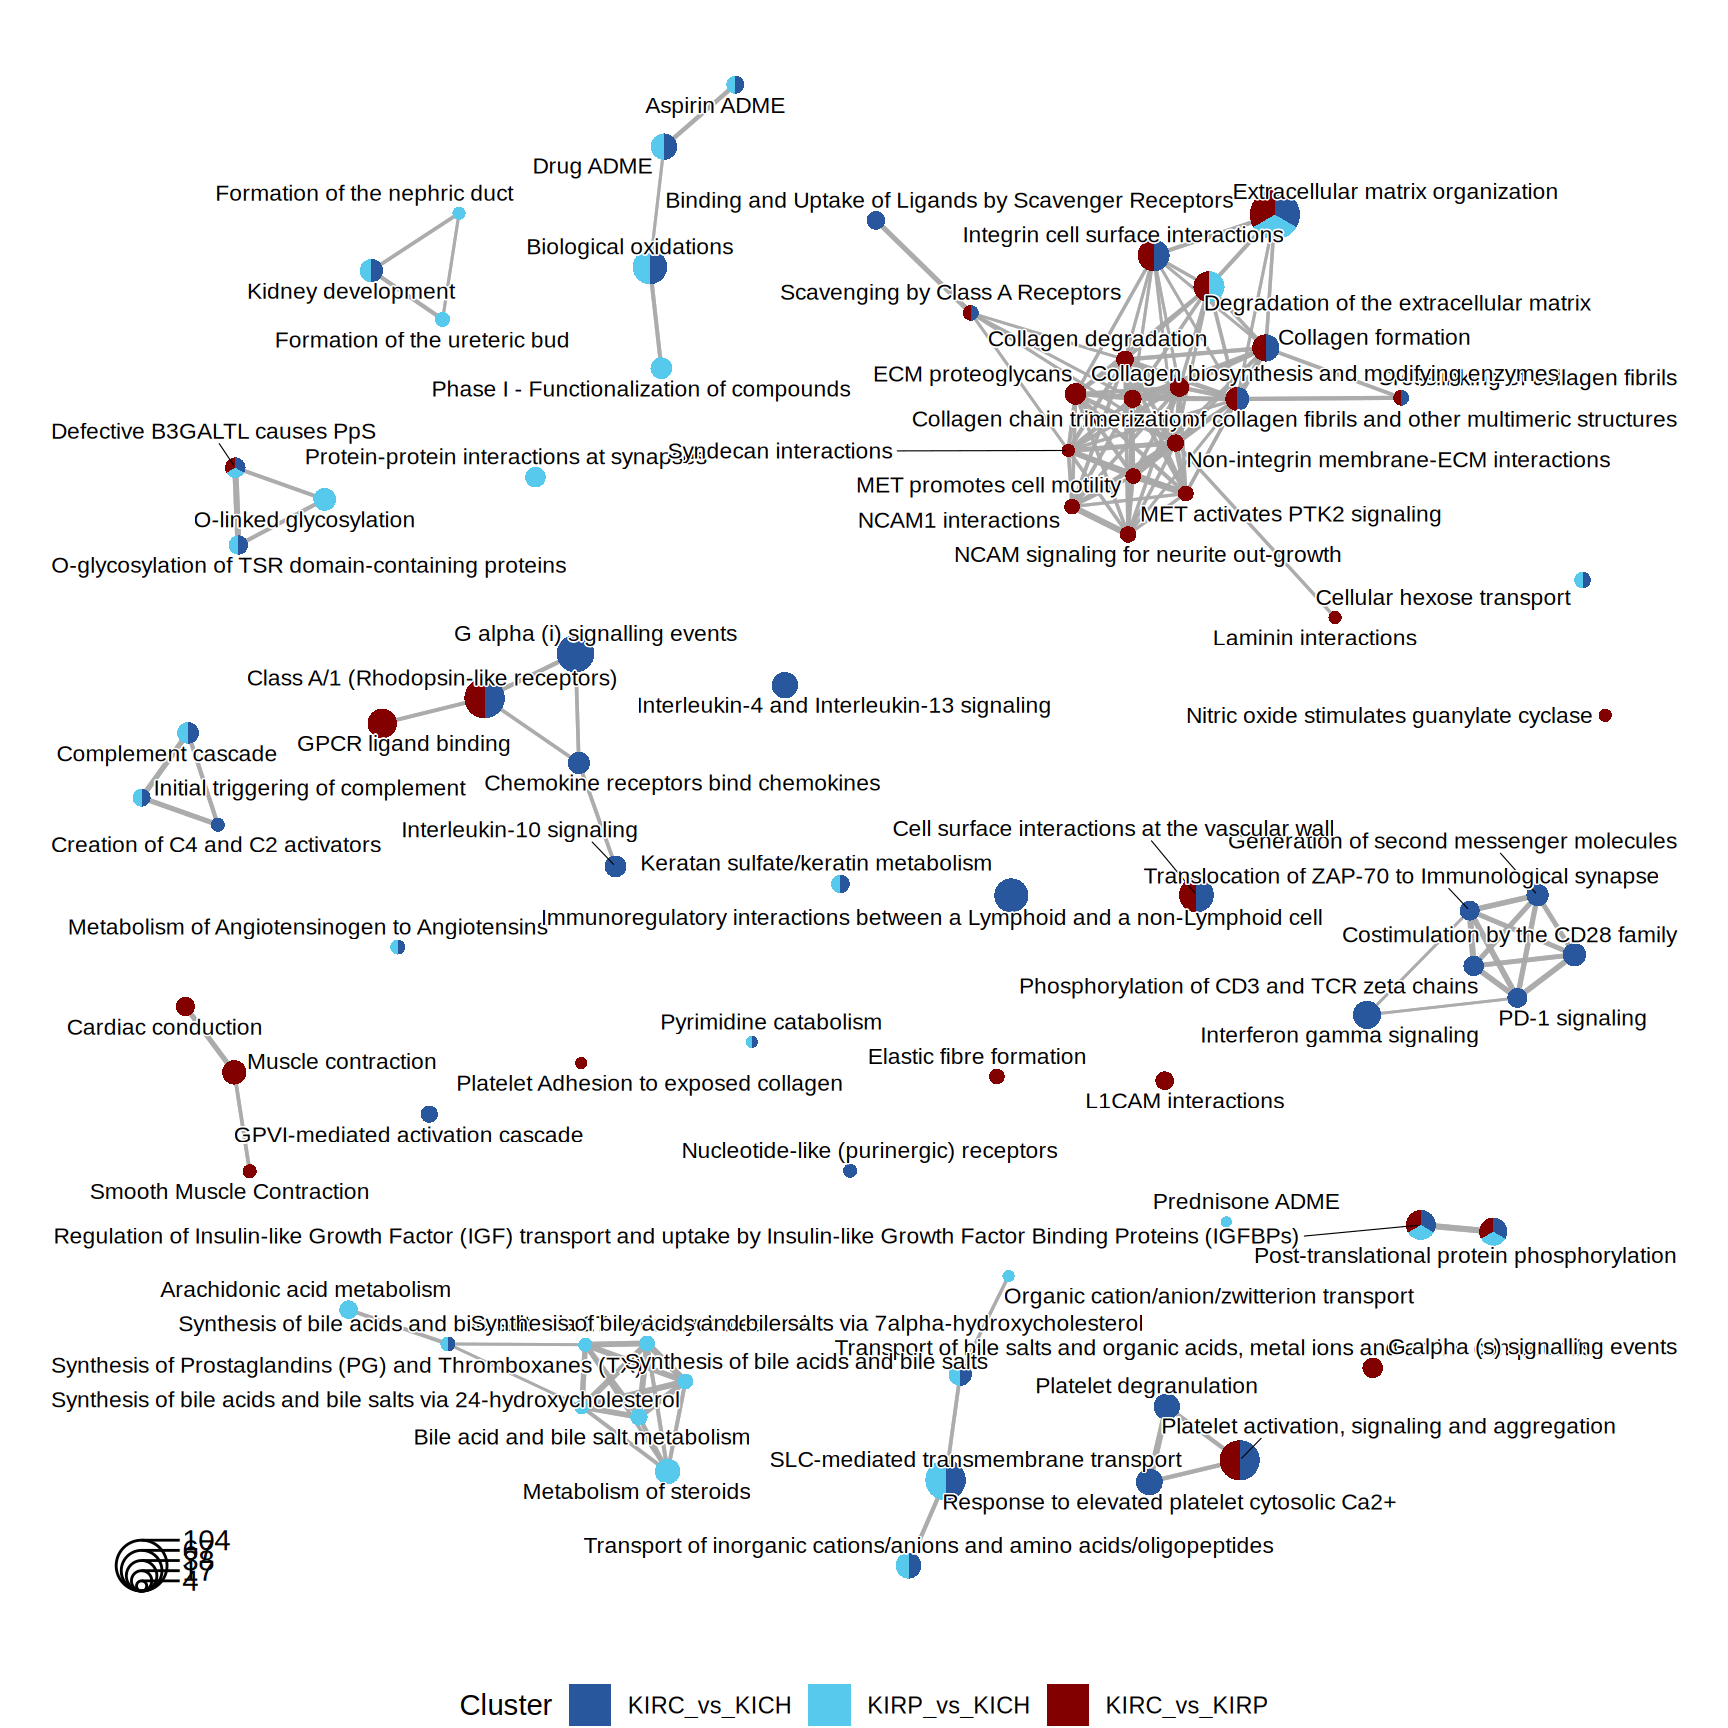 Aspirin ADME
Drug ADME
Formation of the nephric duct
Binding and Uptake of Ligands by Scavenger Receptors
Extracellular matrix organization
Integrin cell surface interactions
Biological oxidations
Kidney development
Scavenging by Class A Receptors
Degradation of the extracellular matrix
Formation of the ureteric bud
Collagen degradation
Collagen formation
ECM proteoglycans
Collagen biosynthesis and modifying enzymes
collagen fibrils
Phase I - Functionalization of compounds
Collagen chain trimerization
of collagen fibrils and other multimeric structures
Defective B3GALTL causes PpS
Protein-protein interactions at synapses
Syndecan interactions
Non-integrin membrane-ECM interactions
MET promotes cell motility
O-linked glycosylation
NCAM1 interactions
MET activates PTK2 signaling
NCAM signaling for neurite out-growth
O-glycosylation of TSR domain-containing proteins
Cellular hexose transport
Laminin interactions
G alpha (i) signalling events
Class A/1 (Rhodopsin-like receptors)
Interleukin-4 and Interleukin-13 signaling
Nitric oxide stimulates guanylate cyclase
GPCR ligand binding
Complement cascade
Chemokine receptors bind chemokines
Initial triggering of complement
Interleukin-10 signaling
Cell surface interactions at the vascular wall
Generation of second messenger molecules
Creation of C4 and C2 activators
Keratan sulfate/keratin metabolism
Translocation of ZAP-70 to Immunological synapse
Immunoregulatory interactions between a Lymphoid and a non-Lymphoid cell
Metabolism of Angiotensinogen to Angiotensins
Costimulation by the CD28 family
Phosphorylation of CD3 and TCR zeta chains
Cardiac conduction
Pyrimidine catabolism
PD-1 signaling
Interferon gamma signaling
Muscle contraction
Elastic fibre formation
Platelet Adhesion to exposed collagen
L1CAM interactions
GPVI-mediated activation cascade
Nucleotide-like (purinergic) receptors
Smooth Muscle Contraction
Prednisone ADME
Regulation of Insulin-like Growth Factor (IGF) transport and uptake by Insulin-like Growth Factor Binding Proteins (IGFBPs)
Post-translational protein phosphorylation
Arachidonic acid metabolism
Organic cation/anion/zwitterion transport
Synthesis of bile acids and
Synthesis of bile acids and bile salts via 7alpha-hydroxycholesterol
Transport of bile salts and organic acids, metal ions and
G alpha (s) signalling events
Synthesis of Prostaglandins (PG) and Thromboxanes (TX)
Synthesis of bile acids and bile salts
Platelet degranulation
Synthesis of bile acids and bile salts via 24-hydroxycholesterol
Platelet activation, signaling and aggregation
Bile acid and bile salt metabolism
SLC-mediated transmembrane transport
Metabolism of steroids
Response to elevated platelet cytosolic Ca2+
Transport of inorganic cations/anions and amino acids/oligopeptides
104
17
4
Cluster
KIRC_vs_KICH
KIRP_vs_KICH
KIRC_vs_KIRP